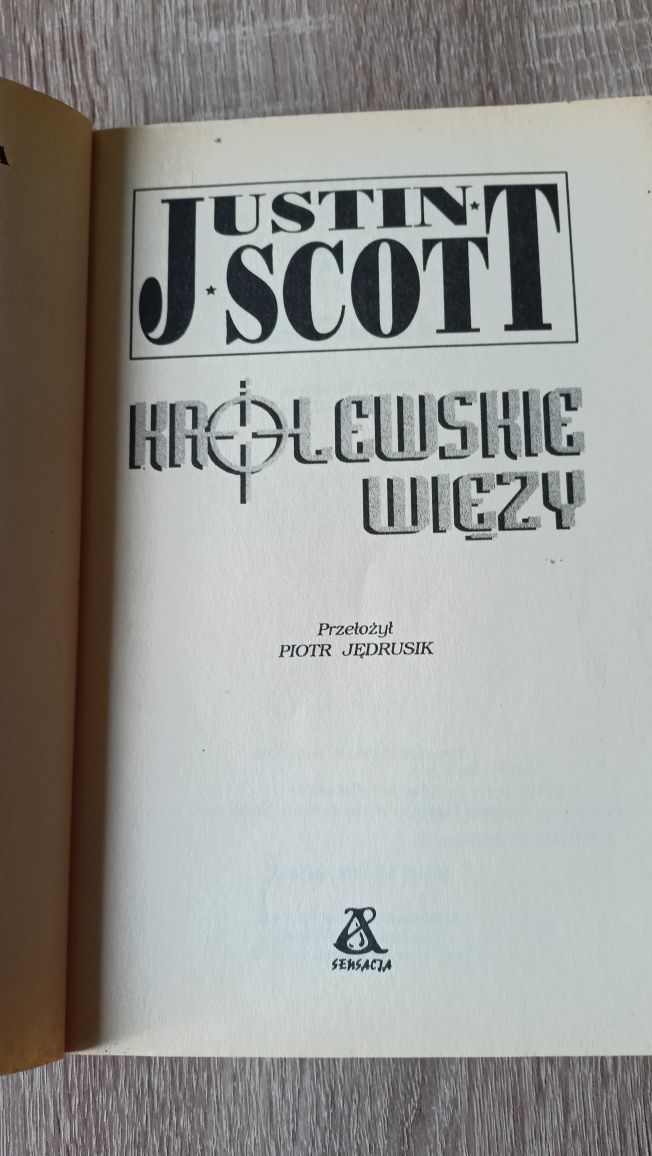 A
JUSTIN
SCOTT
KRÓLEWSKIE
WIĘZY
Przełożył
PIOTR JĘDRUSIK
A
SENSACJA